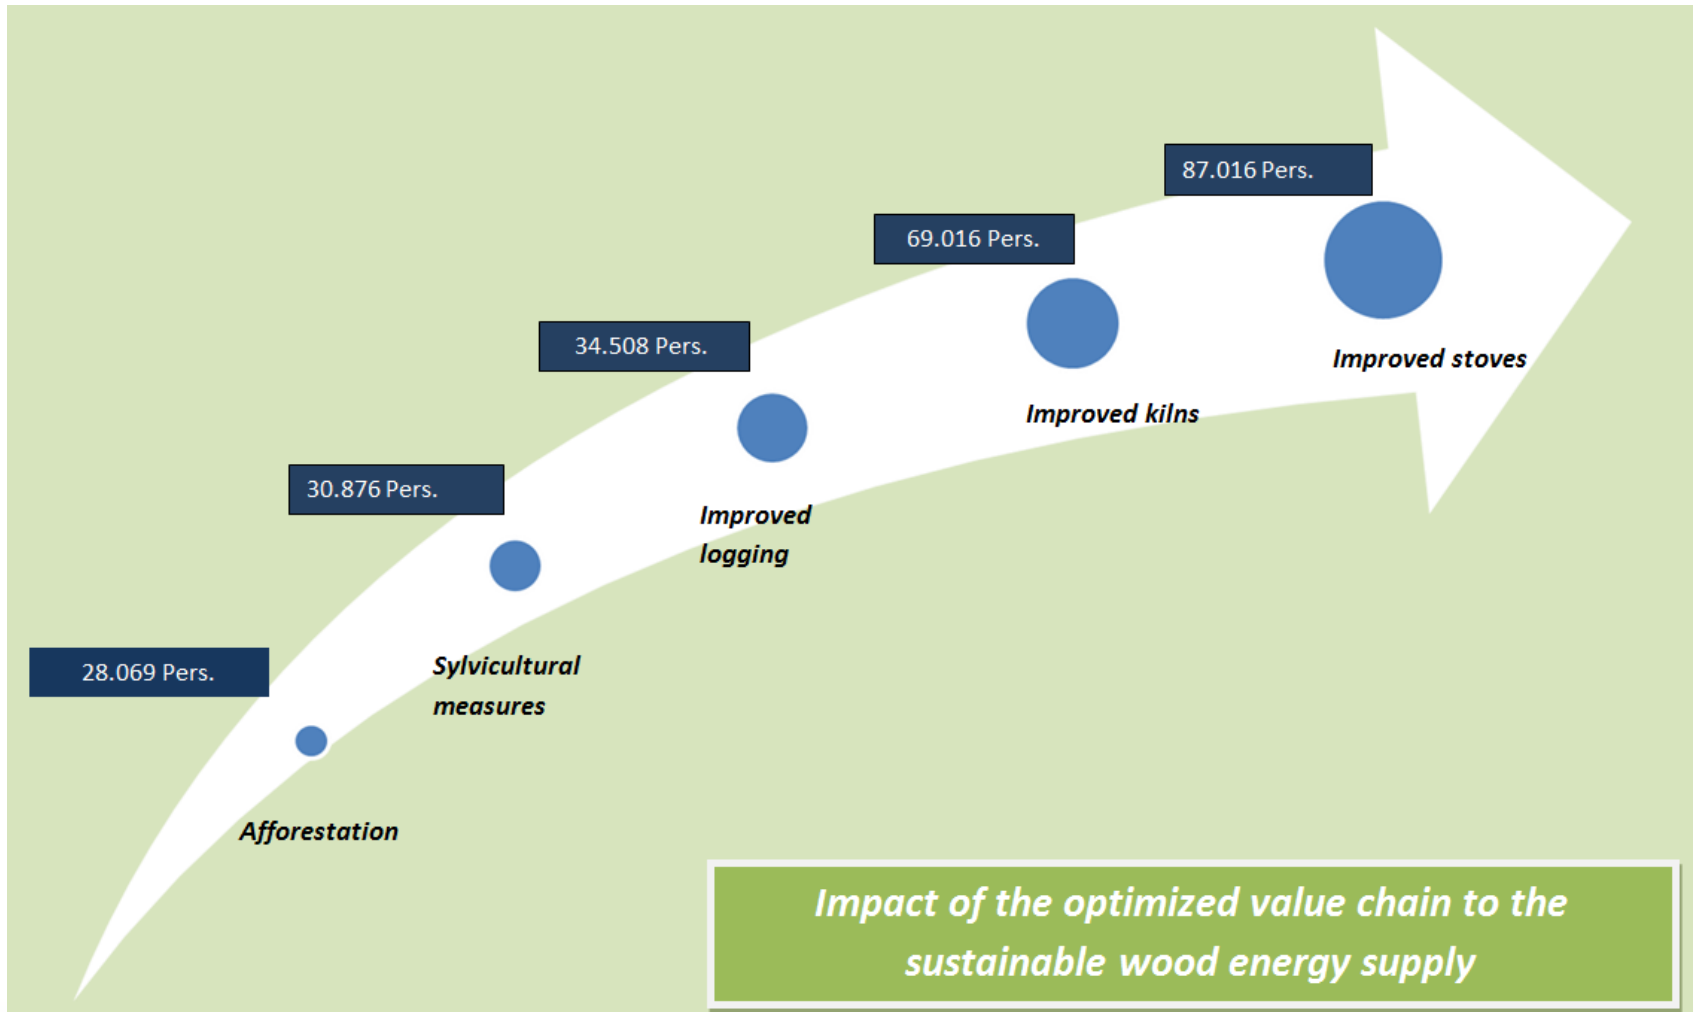 87.016 Pers.
69.016 Pers.
Improved stoves
34.508 Pers.
Improved kilns
30.876 Pers.
Improved
logging
28.069 Pers.
Sylvicultural
measures
Afforestation
Impact of the optimized value chain to the
sustainable wood energy supply